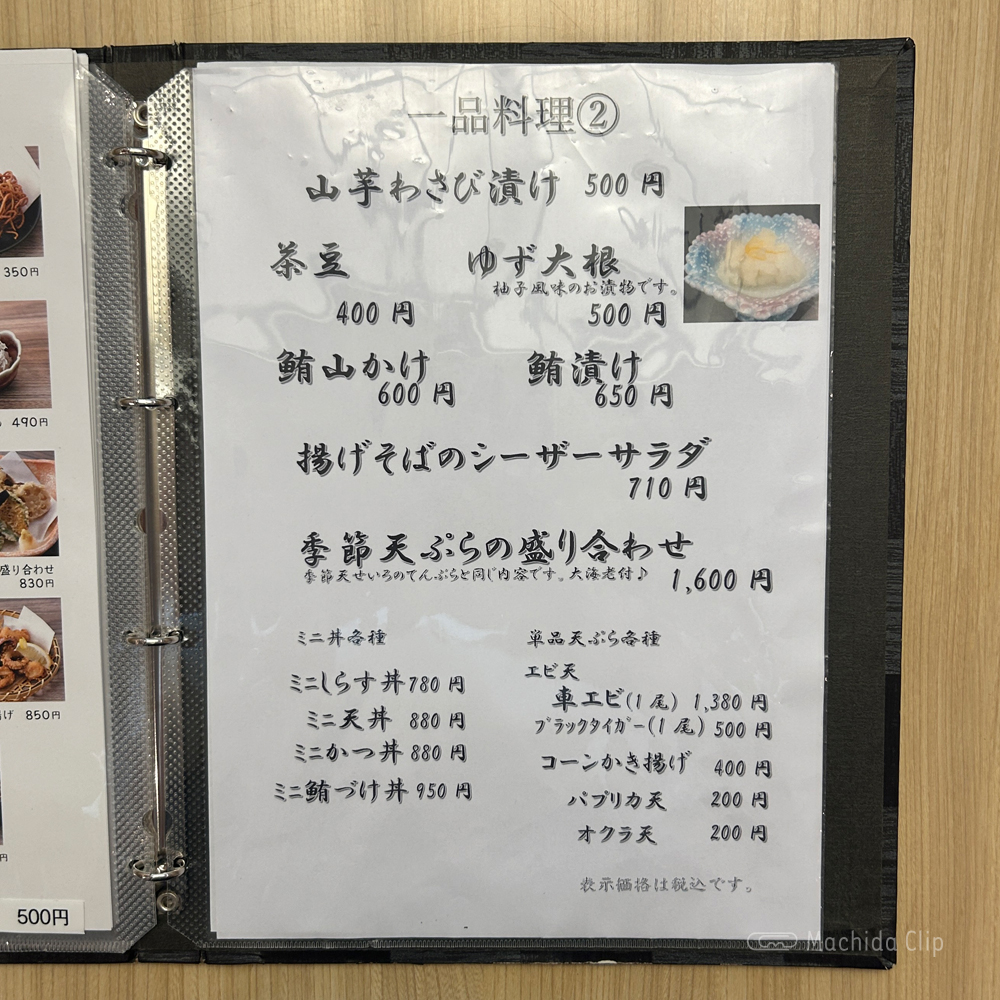 350円
490円
盛り合わせ
830円
げ 850円
円
500円
一品料理②
山芋わさび漬け 500円
茶豆
400円
ゆず大根
柚子風味のお漬物です。
500円
鮪山かけ
600円
鮪漬け
650円
揚げそばのシーザーサラダ
710円
季節天ぷらの盛り合わせ
季節天せいろのてんぷらと同じ内容です。大海老付♪ 1,600円
ミニ丼各種
ミニしらす丼 780円
ミニ天丼 880円
ミニかつ丼 880円
ミニ鮪づけ丼 950円
単品天ぷら各種
エビ天
車エビ(1尾) 1,380円
ブラックタイガー(1尾) 500円
コーンかき揚げ 400円
パプリカ天 200円
オクラ天 200円
表示価格は税込です。
Machida Clip